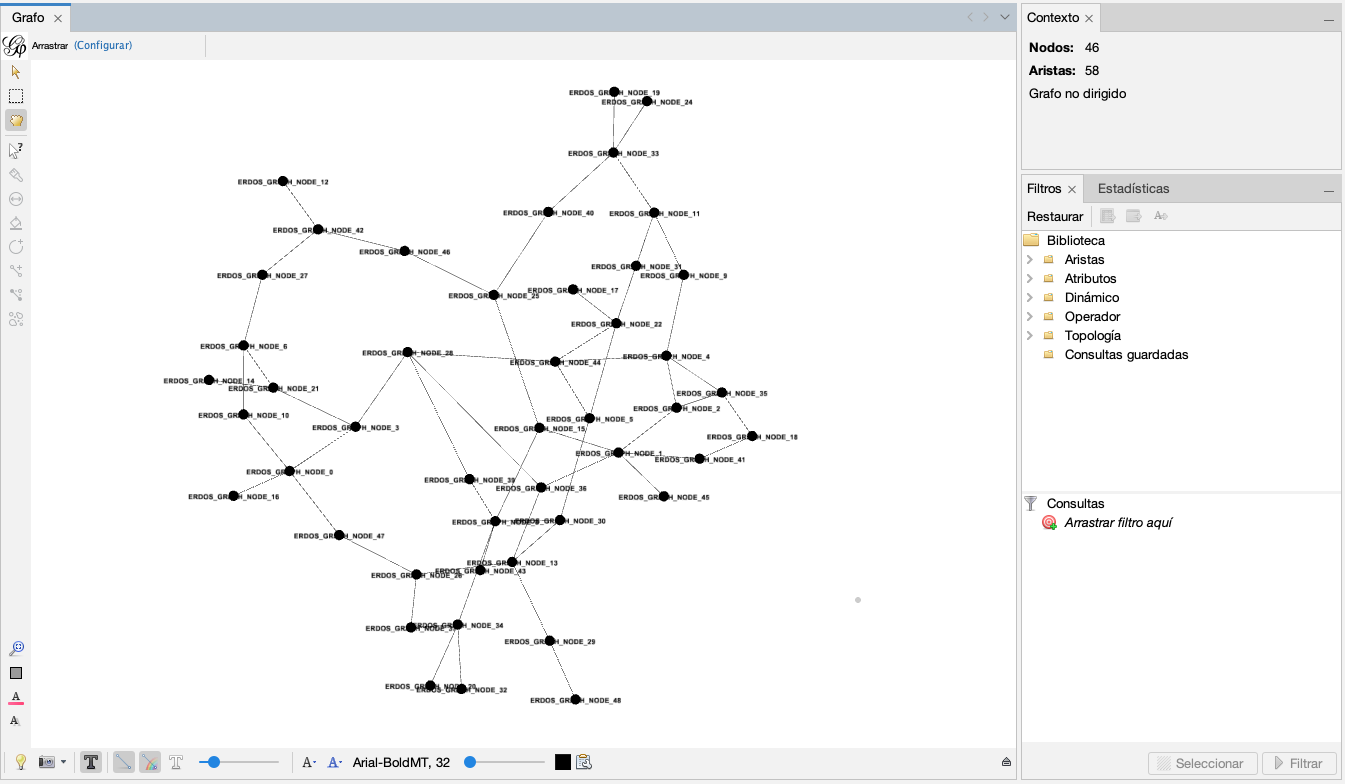 Grafo
Contexto
Arrastrar (Configurar)
Nodos: 46
Aristas: 58
Grafo no dirigido
Filtros
Estadísticas
Restaurar
Biblioteca
Aristas
Atributos
Dinámico
Operador
Topología
Consultas guardadas
Consultas
Arrastrar filtro aquí
Seleccionar
Filtrar
ERDOS_GR H_NODE_19
ERDOS_GR H_NODE_24
ERDOS_GR H_NODE_33
ERDOS_GR H_NODE_12
ERDOS_GR H_NODE_40
ERDOS_GR H_NODE_11
ERDOS_GR H_NODE_42
ERDOS_GR H_NODE_46
ERDOS_GR H_NODE_31
ERDOS_GR H_NODE_9
ERDOS_GR H_NODE_27
ERDOS_GR H_NODE_17
ERDOS_GR H_NODE_25
ERDOS_GR H_NODE_22
ERDOS_GR H_NODE_6
ERDOS_GR H_NODE_28
ERDOS_GR H_NODE_4
ERDOS_GR H_NODE_44
ERDOS_GR H_NODE_14
ERDOS_GR H_NODE_21
ERDOS_GR H_NODE_35
ERDOS_GR H_NODE_2
ERDOS_GR H_NODE_10
ERDOS_GR H_NODE_5
ERDOS_GR H_NODE_3
ERDOS_GR H_NODE_15
ERDOS_GR H_NODE_18
ERDOS_GR H_NODE_1
ERDOS_GR H_NODE_41
ERDOS_GR H_NODE_0
ERDOS_GR H_NODE_39
ERDOS_GR H_NODE_36
ERDOS_GR H_NODE_16
ERDOS_GR H_NODE_45
ERDOS_GR H_NODE_30
ERDOS_GR H_NODE_47
ERDOS_GR H_NODE_13
ERDOS_GR H_NODE_43
ERDOS_GR H_NODE_26
ERDOS_GR H_NODE_34
ERDOS_GR H_NODE_29
ERDOS_GR H_NODE_20
ERDOS_GR H_NODE_32
ERDOS_GR H_NODE_48
Arial-BoldMT, 32